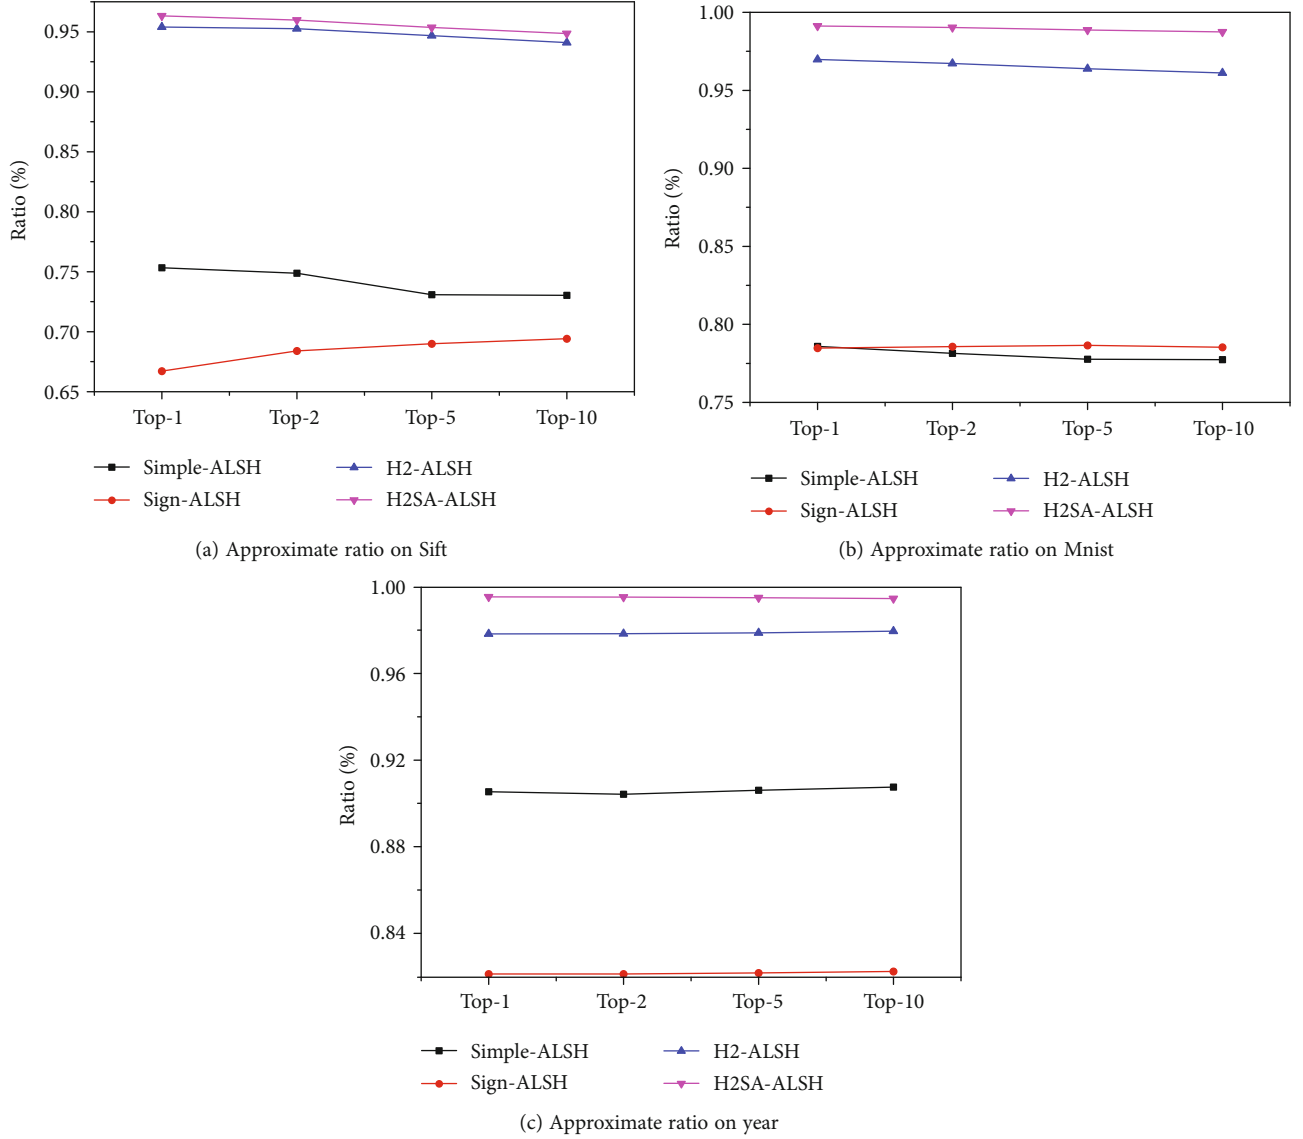 0.95
0.90
0.85
0.80
0.75
0.70
0.65
Ratio (%)
Top-1 Top-2 Top-5 Top-10
Simple-ALSH H2-ALSH
Sign-ALSH H2SA-ALSH
(a) Approximate ratio on Sift
1.00
0.95
0.90
0.85
0.80
0.75
Ratio (%)
Top-1 Top-2 Top-5 Top-10
Simple-ALSH H2-ALSH
Sign-ALSH H2SA-ALSH
(b) Approximate ratio on Mnist
1.00
0.96
0.92
0.88
0.84
Ratio (%)
Top-1 Top-2 Top-5 Top-10
Simple-ALSH H2-ALSH
Sign-ALSH H2SA-ALSH
(c) Approximate ratio on year